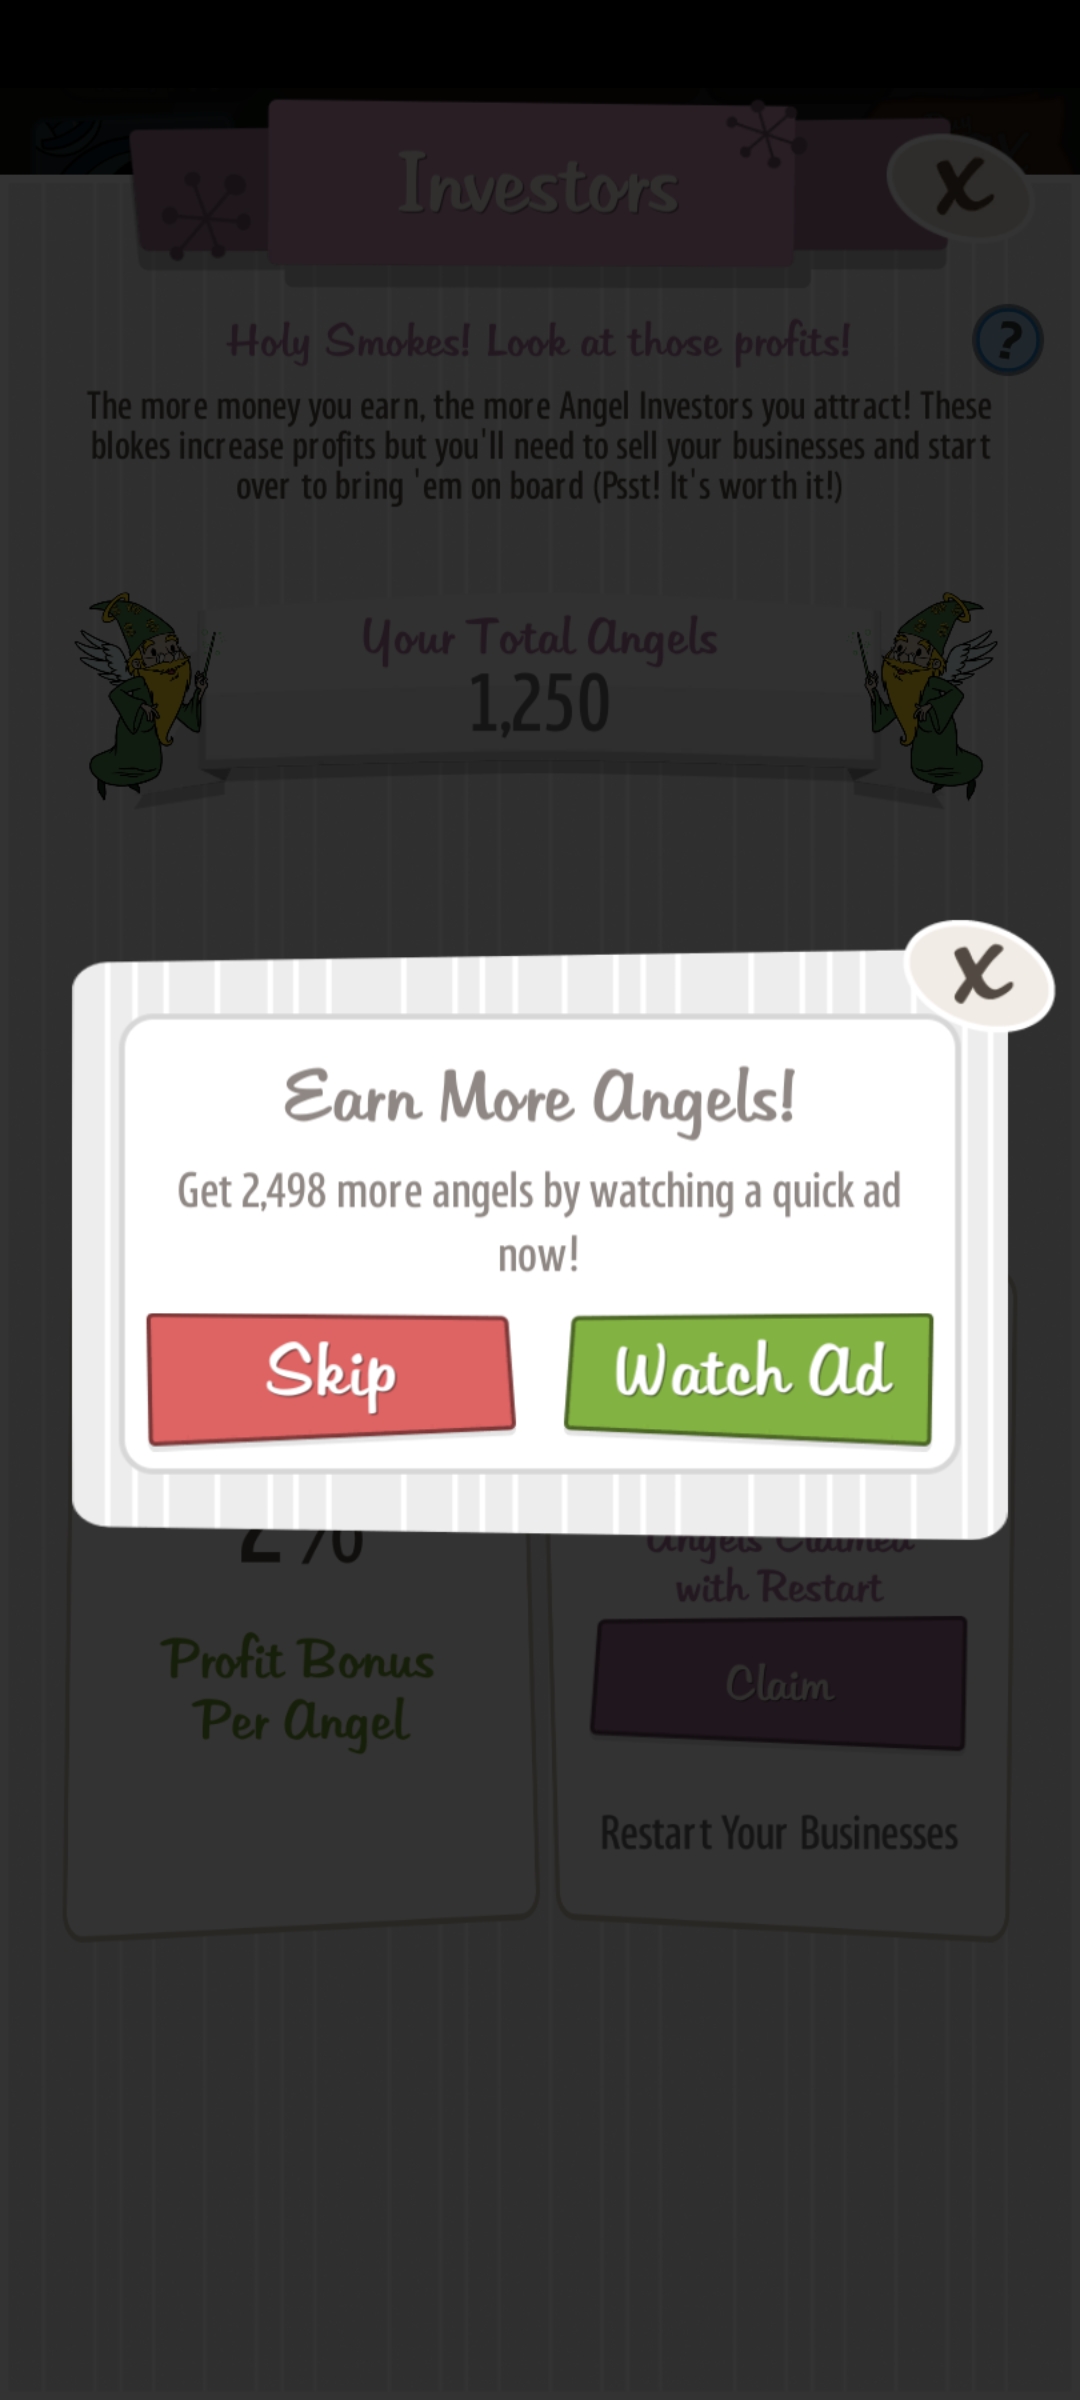 Investors
X
Holy Smokes! Look at those profits!
?
The more money you earn, the more Angel Investors you attract! These
blokes increase profits but you'll need to sell your businesses and start
over to bring 'em on board (Psst! It's worth it!)
Your Total Angels
1,250
X
Earn More Angels!
Get 2,498 more angels by watching a quick ad
now!
Skip
Watch Ad
2%
Profit Bonus
Per Angel
Angels Claimed
with Restart
Claim
Restart Your Businesses